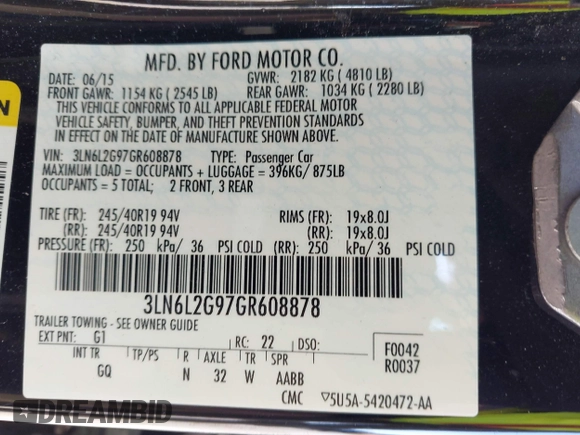 MFD. BY FORD MOTOR CO.
DATE: 06/15 GVWR: 2182 KG ( 4810 LB)
FRONT GAWR: 1154 KG ( 2545 LB) REAR GAWR: 1034 KG ( 2280 LB)
THIS VEHICLE CONFORMS TO ALL APPLICABLE FEDERAL MOTOR
VEHICLE SAFETY, BUMPER, AND THEFT PREVENTION STANDARDS
IN EFFECT ON THE DATE OF MANUFACTURE SHOWN ABOVE.
VIN: 3LN6L2G97GR608878 TYPE: Passenger Car
MAXIMUM LOAD = OCCUPANTS + LUGGAGE = 396KG/ 875LB
OCCUPANTS = 5 TOTAL; 2 FRONT, 3 REAR
TIRE (FR): 245/40R19 94V RIMS (FR): 19x8.0J
(RR): 245/40R19 94V (RR): 19x8.0J
PRESSURE (FR): 250 kPa/ 36 PSI COLD (RR): 250 kPa/ 36 PSI COLD
3LN6L2G97GR608878
TRAILER TOWING - SEE OWNER GUIDE
EXT PNT: G1 RC: 22 DSO: F0042
INT TR TP/PS R AXLE TR SPR R0037
GQ N 32 W AABB
CMC ▽5U5A-5420472-AA
DREAMBID